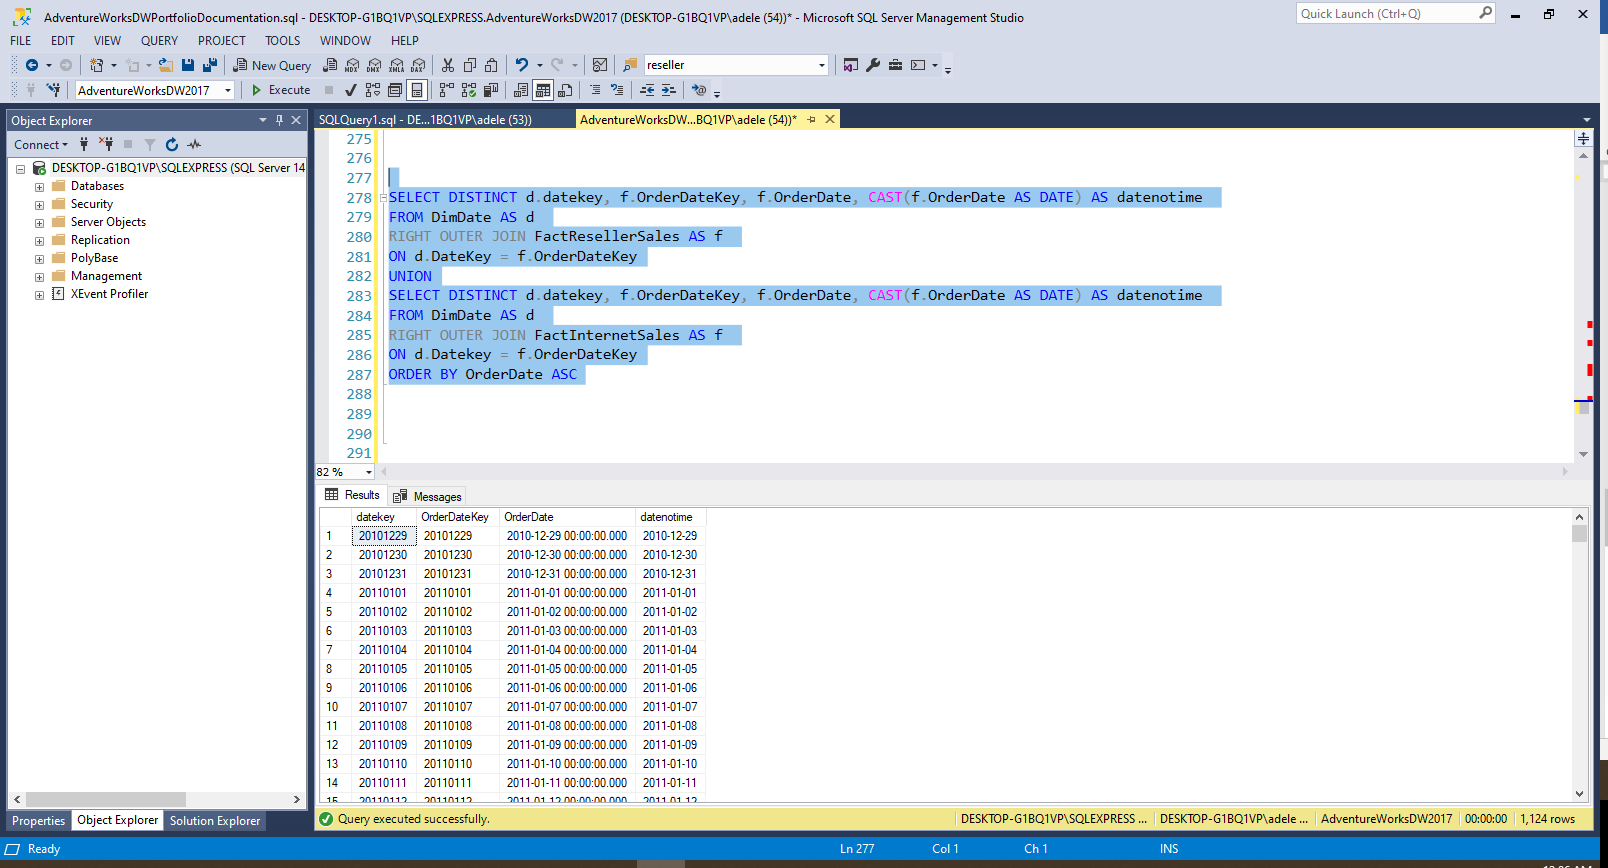 AdventureWorksDWPortfolioDocumentation.sql - DESKTOP-G1BQ1VP\SQLEXPRESS.AdventureWorksDW2017 (DESKTOP-G1BQ1VP\adele (54))* - Microsoft SQL Server Management Studio
Quick Launch (Ctrl+Q)
FILE EDIT VIEW QUERY PROJECT TOOLS WINDOW HELP
New Query MDX DMX XMLA DAX reseller
AdventureWorksDW2017 Execute
Object Explorer
SQLQuery1.sql - DE...1BQ1VP\adele (53))
AdventureWorksDW...BQ1VP\adele (54))*
Connect
DESKTOP-G1BQ1VP\SQLEXPRESS (SQL Server 14
Databases
Security
Server Objects
Replication
PolyBase
Management
XEvent Profiler
275
276
277
278 SELECT DISTINCT d.datekey, f.OrderDateKey, f.OrderDate, CAST(f.OrderDate AS DATE) AS datenotime
279 FROM DimDate AS d
280 RIGHT OUTER JOIN FactResellerSales AS f
281 ON d.DateKey = f.OrderDateKey
282 UNION
283 SELECT DISTINCT d.datekey, f.OrderDateKey, f.OrderDate, CAST(f.OrderDate AS DATE) AS datenotime
284 FROM DimDate AS d
285 RIGHT OUTER JOIN FactInternetSales AS f
286 ON d.Datekey = f.OrderDateKey
287 ORDER BY OrderDate ASC
288
289
290
291
82 %
Results Messages
datekey OrderDateKey OrderDate datenotime
1 20101229 20101229 2010-12-29 00:00:00.000 2010-12-29
2 20101230 20101230 2010-12-30 00:00:00.000 2010-12-30
3 20101231 20101231 2010-12-31 00:00:00.000 2010-12-31
4 20110101 20110101 2011-01-01 00:00:00.000 2011-01-01
5 20110102 20110102 2011-01-02 00:00:00.000 2011-01-02
6 20110103 20110103 2011-01-03 00:00:00.000 2011-01-03
7 20110104 20110104 2011-01-04 00:00:00.000 2011-01-04
8 20110105 20110105 2011-01-05 00:00:00.000 2011-01-05
9 20110106 20110106 2011-01-06 00:00:00.000 2011-01-06
10 20110107 20110107 2011-01-07 00:00:00.000 2011-01-07
11 20110108 20110108 2011-01-08 00:00:00.000 2011-01-08
12 20110109 20110109 2011-01-09 00:00:00.000 2011-01-09
13 20110110 20110110 2011-01-10 00:00:00.000 2011-01-10
14 20110111 20110111 2011-01-11 00:00:00.000 2011-01-11
15 20110112 20110112 2011-01-12 00:00:00.000 2011-01-12
Properties Object Explorer Solution Explorer
Query executed successfully.
DESKTOP-G1BQ1VP\SQLEXPRESS ... DESKTOP-G1BQ1VP\adele ... AdventureWorksDW2017 00:00:00 1,124 rows
Ready Ln 277 Col 1 Ch 1 INS